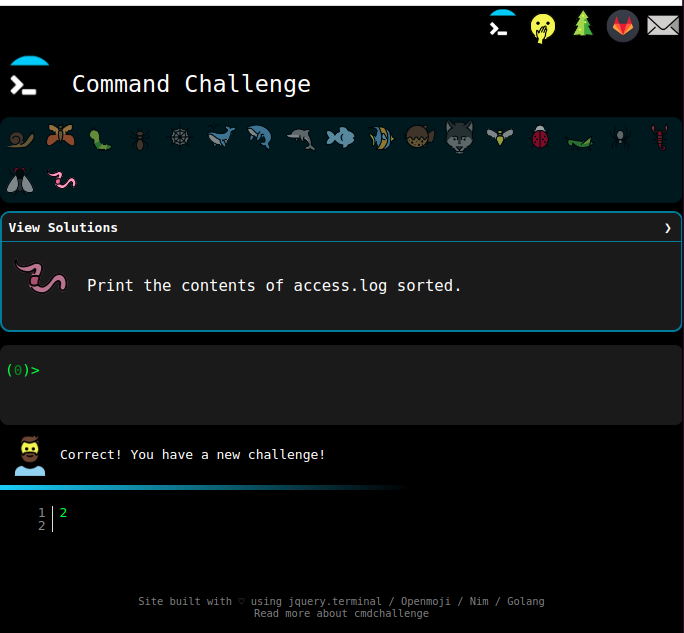 Command Challenge
View Solutions ❯
Print the contents of access.log sorted.
(0)>
Correct! You have a new challenge!
1 2
2
Site built with ♡ using jquery.terminal / Openmoji / Nim / Golang
Read more about cmdchallenge